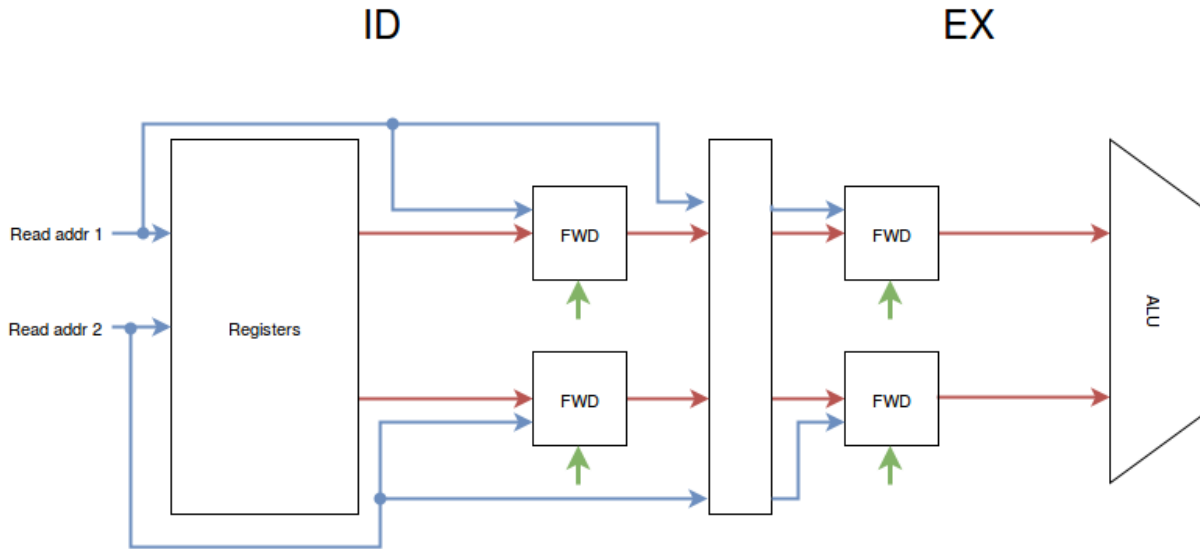 ID
EX
Read addr 1
FWD
FWD
Read addr 2
Registers
ALU
FWD
FWD